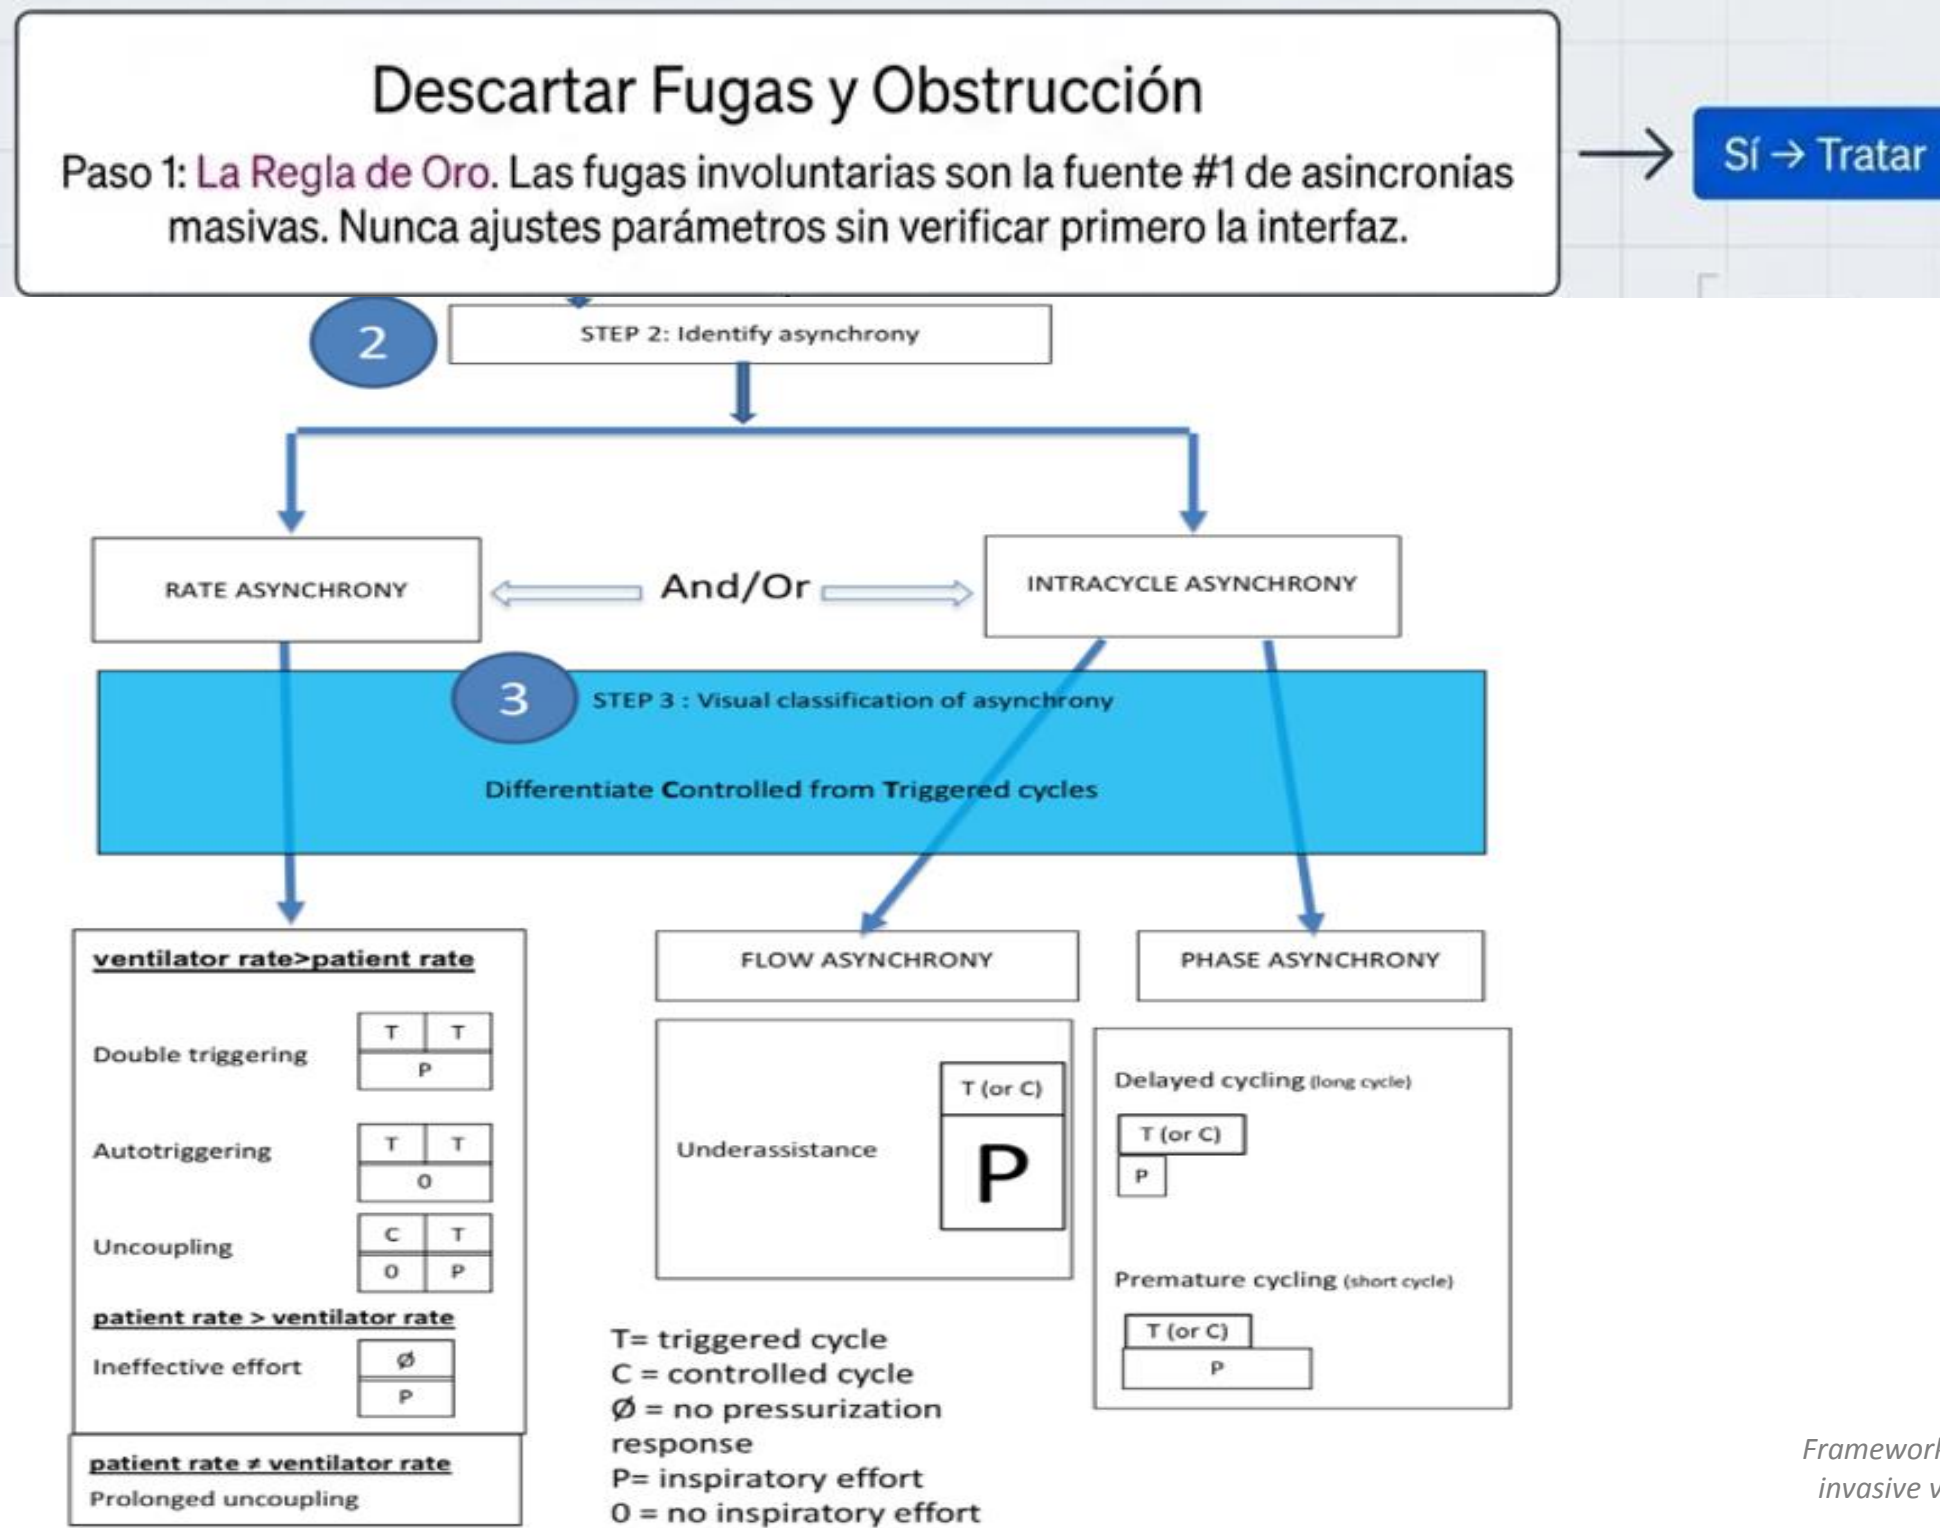 Descartar Fugas y Obstrucción
Paso 1: La Regla de Oro. Las fugas involuntarias son la fuente #1 de asincronías
masivas. Nunca ajustes parámetros sin verificar primero la interfaz.
Sí → Tratar
2
STEP 2: Identify asynchrony
RATE ASYNCHRONY
And/Or
INTRACYCLE ASYNCHRONY
3
STEP 3 : Visual classification of asynchrony
Differentiate Controlled from Triggered cycles
ventilator rate>patient rate
Double triggering
T T
P
Autotriggering
T T
0
Uncoupling
C T
0 P
patient rate > ventilator rate
Ineffective effort
Ø
P
patient rate ≠ ventilator rate
Prolonged uncoupling
FLOW ASYNCHRONY
Underassistance
T (or C)
P
T= triggered cycle
C = controlled cycle
Ø = no pressurization
response
P= inspiratory effort
0 = no inspiratory effort
PHASE ASYNCHRONY
Delayed cycling (long cycle)
T (or C)
P
Premature cycling (short cycle)
T (or C)
P
Framework
invasive v